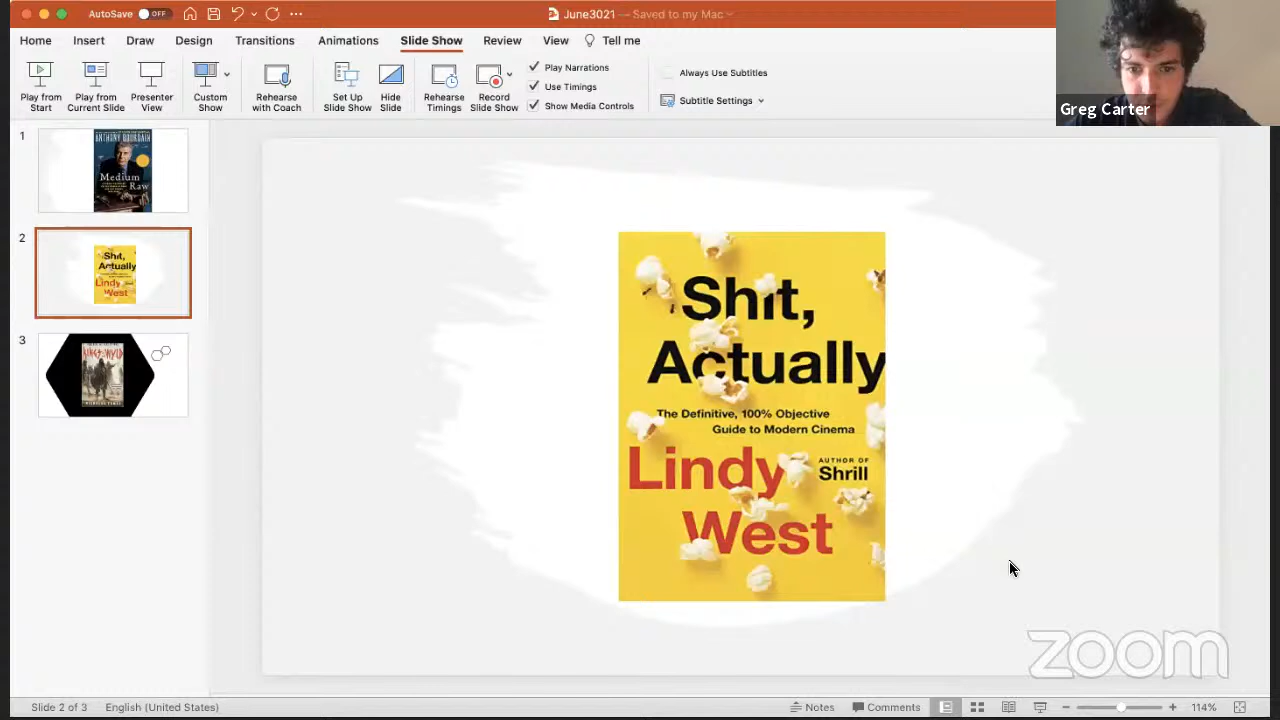 AutoSave OFF
June3021 — Saved to my Mac
Home Insert Draw Design Transitions Animations Slide Show Review View Tell me
Play from Start
Play from Current Slide
Presenter View
Custom Show
Rehearse with Coach
Set Up Slide Show
Hide Slide
Rehearse Timings
Record Slide Show
Play Narrations
Use Timings
Show Media Controls
Always Use Subtitles
Subtitle Settings
Greg Carter
1
ANTHONY BOURDAIN
Medium
Raw
2
Shit,
Actually
Lindy
West
3
Shit,
Actually
The Definitive, 100% Objective
Guide to Modern Cinema
Lindy
AUTHOR OF
Shrill
West
zoom
Slide 2 of 3 English (United States) Notes Comments 114%